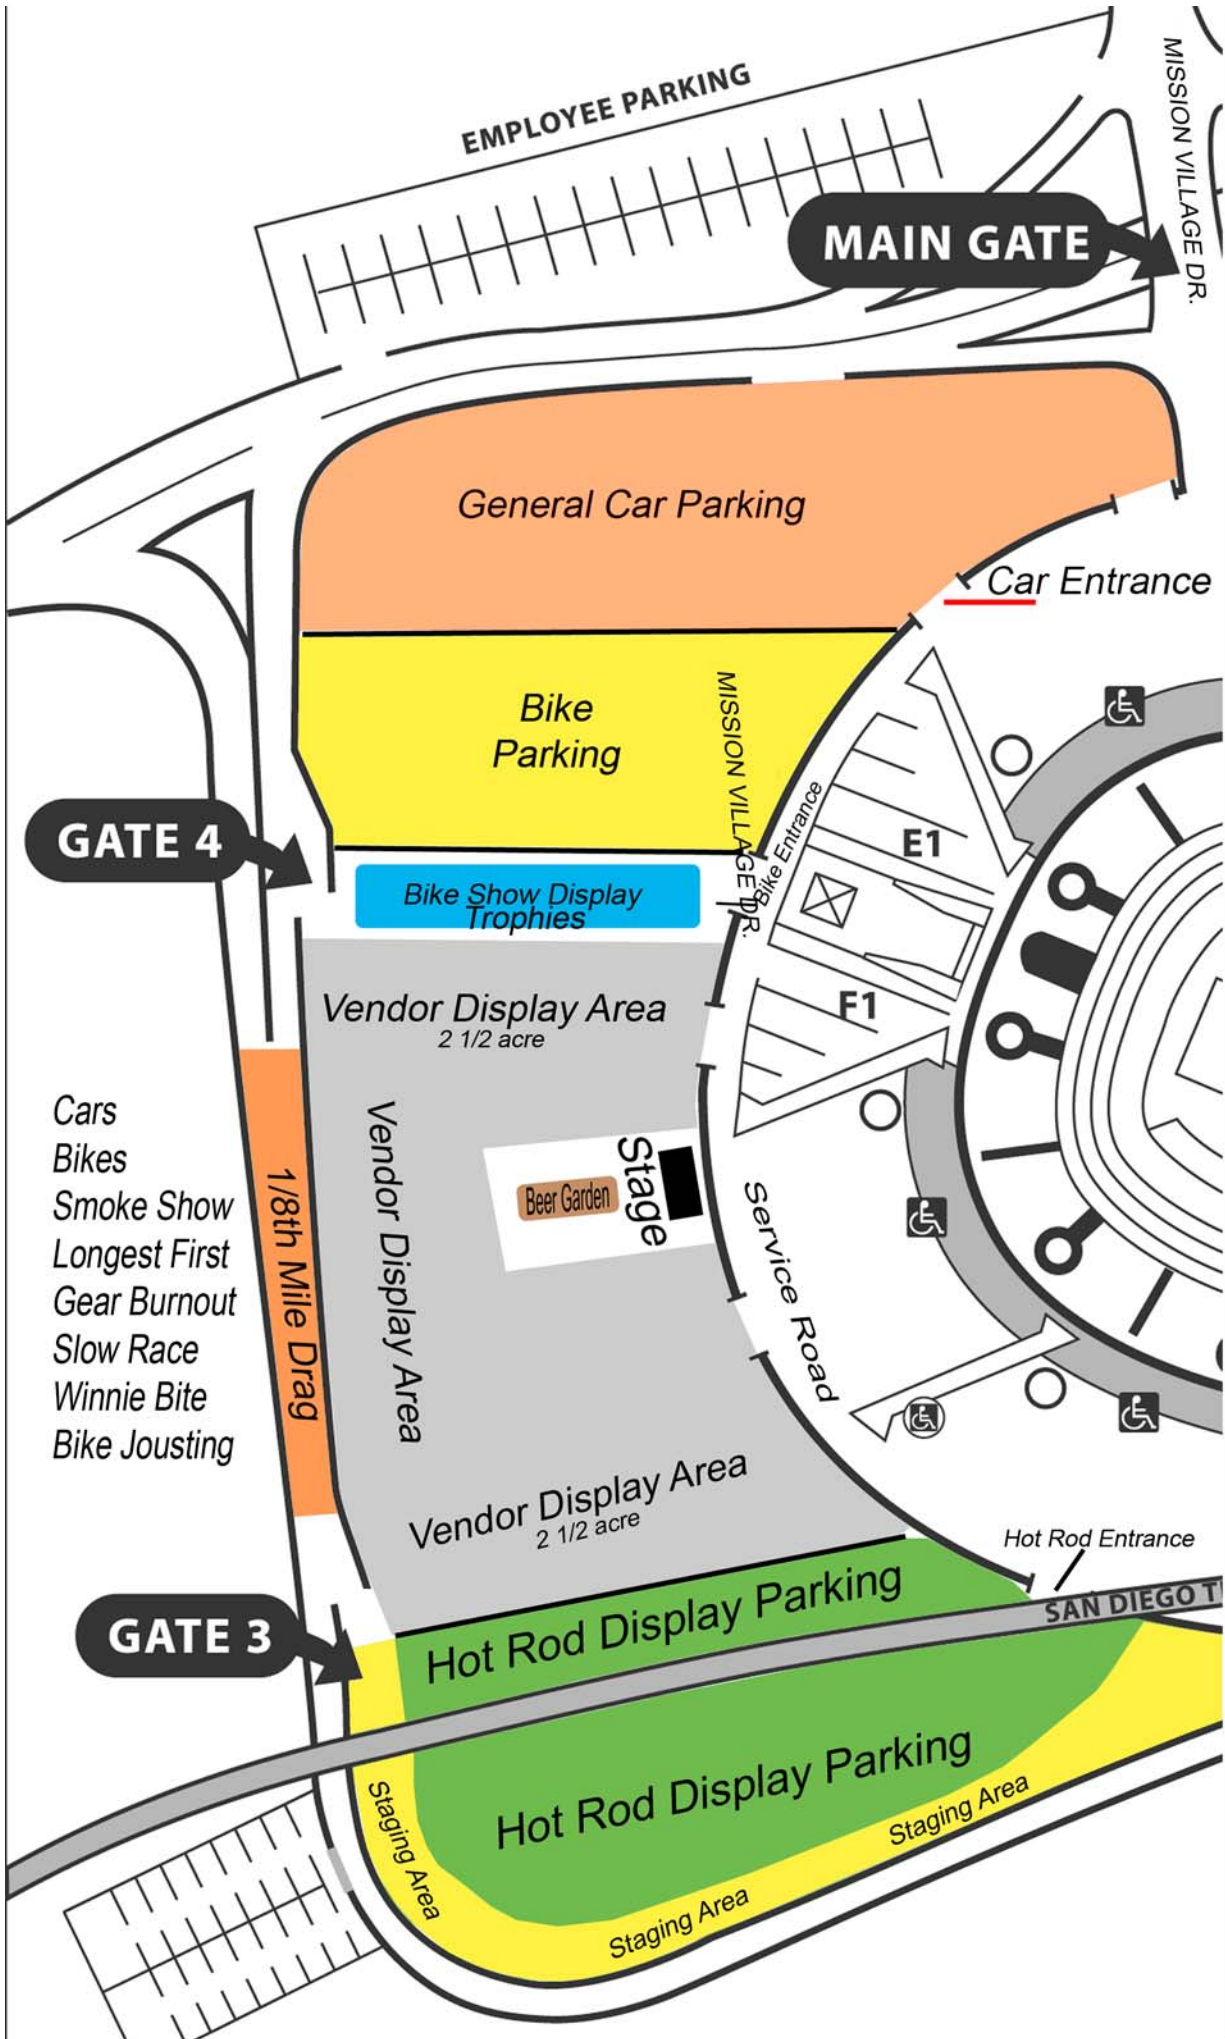 EMPLOYEE PARKING
MISSION VILLAGE DR.
MAIN GATE
General Car Parking
Car Entrance
Bike
Parking
MISSION VILLAGE DR.
Bike Entrance
GATE 4
E1
Bike Show Display
Trophies
F1
Vendor Display Area
2 1/2 acre
Cars
Bikes
Smoke Show
Longest First
Gear Burnout
Slow Race
Winnie Bite
Bike Jousting
1/8th Mile Drag
Vendor Display Area
Beer Garden
Stage
Service Road
Vendor Display Area
2 1/2 acre
Hot Rod Entrance
SAN DIEGO T
GATE 3
Hot Rod Display Parking
Hot Rod Display Parking
Staging Area
Staging Area
Staging Area